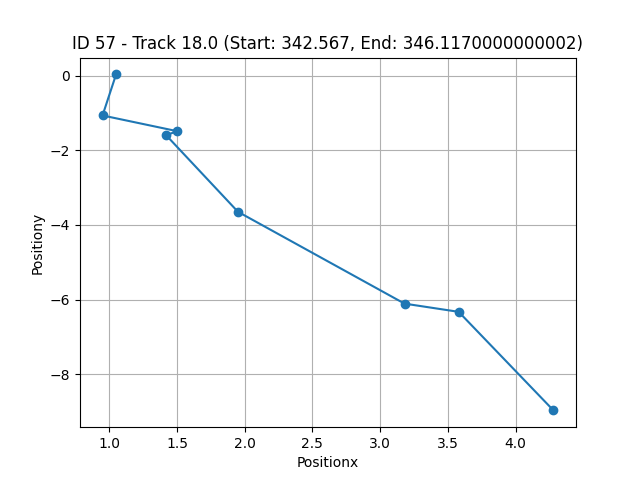 ID 57 - Track 18.0 (Start: 342.567, End: 346.1170000000002)
0
−2
−4
−6
−8
Positiony
1.0 1.5 2.0 2.5 3.0 3.5 4.0
Positionx